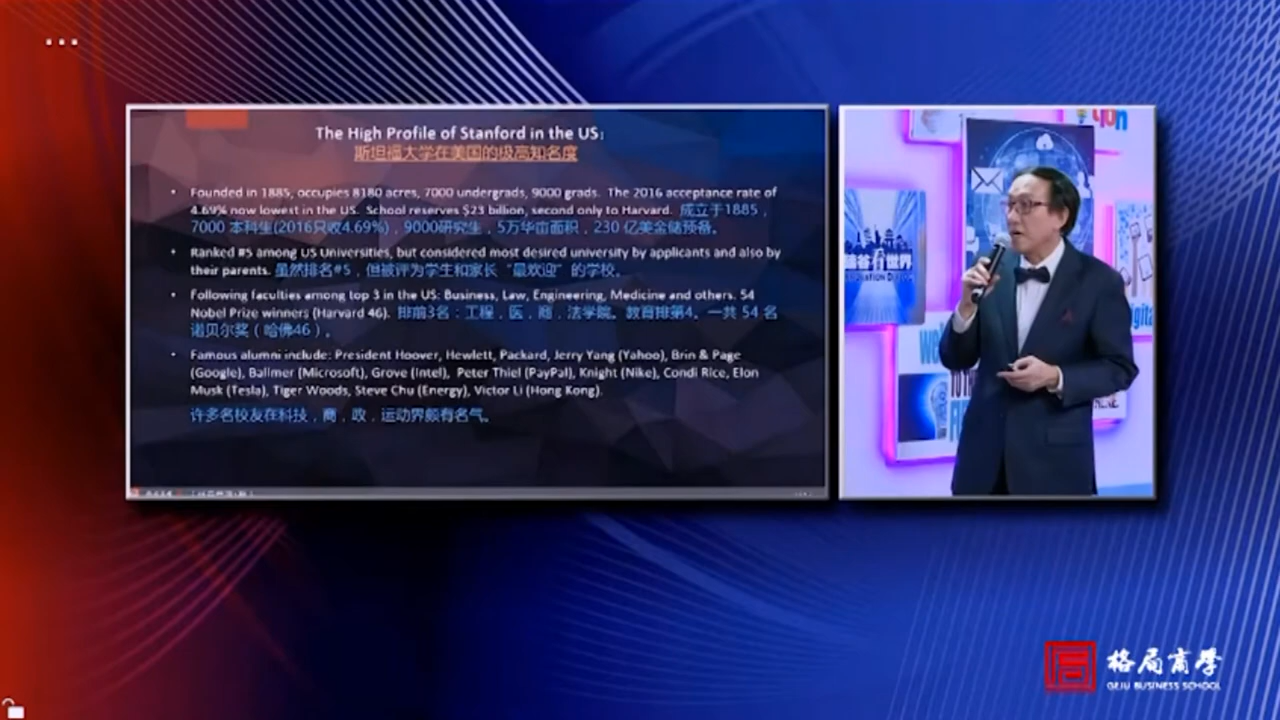 The High Profile of Stanford in the US:
斯坦福大学在美国的极高知名度
• Founded in 1885, occupies 8180 acres, 7000 undergrads, 9000 grads. The 2016 acceptance rate of
4.69% now lowest in the US. School reserves $23 billion, second only to Harvard. 成立于1885，
7000 本科生(2016只收4.69%)，9000研究生，5万华亩面积，230 亿美金储预备。
• Ranked #5 among US Universities, but considered most desired university by applicants and also by
their parents. 虽然排名#5，但被评为学生和家长“最欢迎”的学校。
• Following faculties among top 3 in the US: Business, Law, Engineering, Medicine and others. 54
Nobel Prize winners (Harvard 46). 排前3名：工程，医，商，法学院。教育排第4。一共 54 名
诺贝尔奖（哈佛46）。
• Famous alumni include: President Hoover, Hewlett, Packard, Jerry Yang (Yahoo), Brin & Page
(Google), Ballmer (Microsoft), Grove (Intel), Peter Thiel (PayPal), Knight (Nike), Condi Rice, Elon
Musk (Tesla), Tiger Woods, Steve Chu (Energy), Victor Li (Hong Kong).
许多名校友在科技，商，政，运动界颇有名气。
世界
格局商学
GEJU BUSINESS SCHOOL